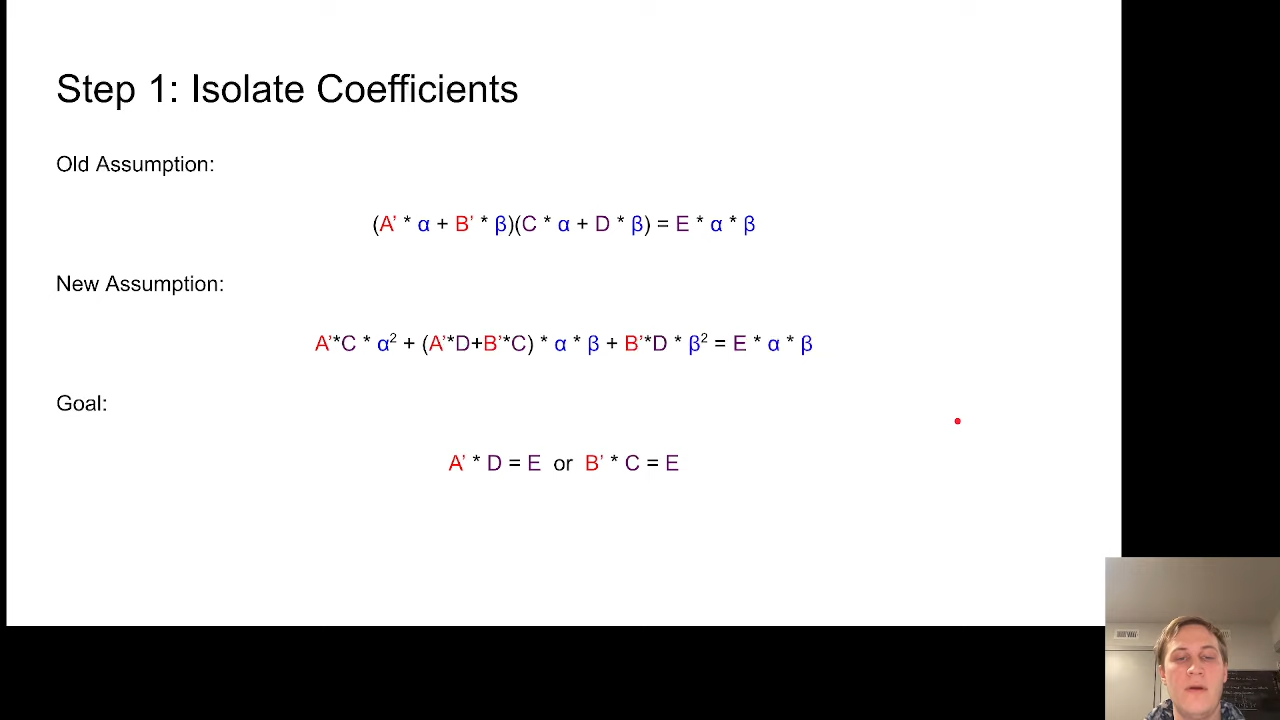 Step 1: Isolate Coefficients
Old Assumption:
(A’ * α + B’ * β)(C * α + D * β) = E * α * β
New Assumption:
A’*C * α² + (A’*D+B’*C) * α * β + B’*D * β² = E * α * β
Goal:
A’ * D = E or B’ * C = E